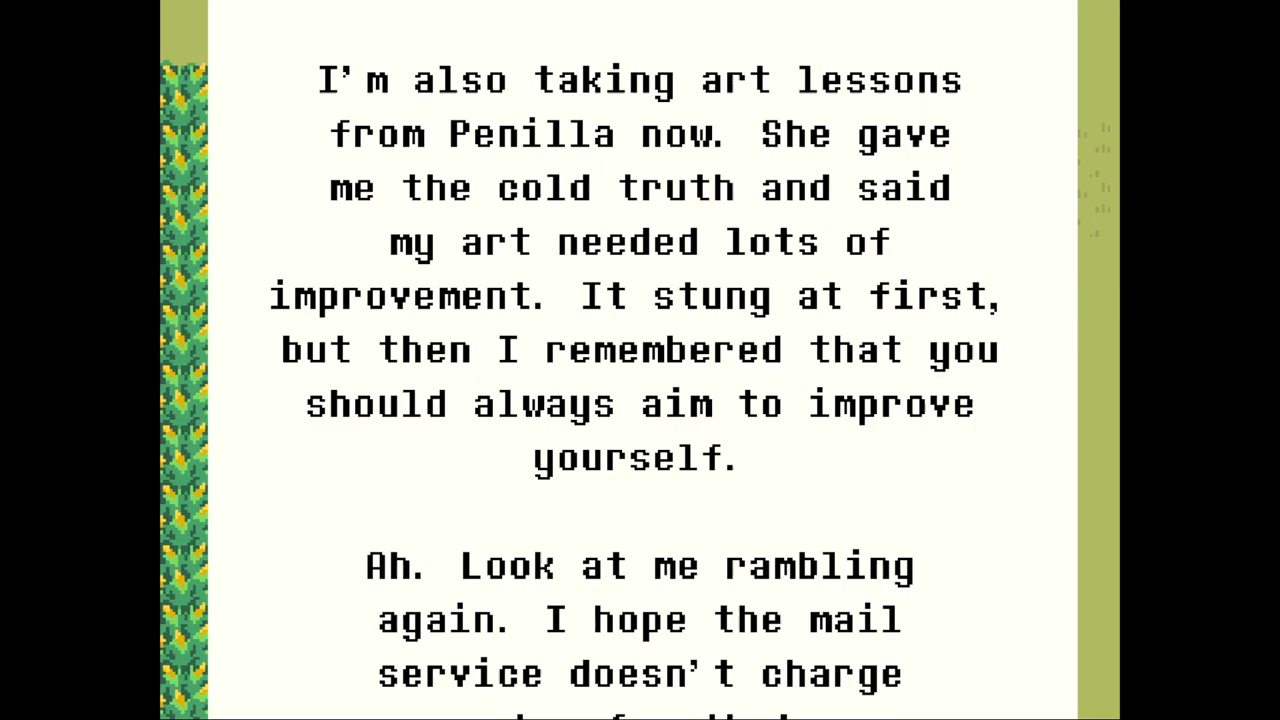 I'm also taking art lessons
from Penilla now. She gave
me the cold truth and said
my art needed lots of
improvement. It stung at first,
but then I remembered that you
should always aim to improve
yourself.
Ah. Look at me rambling
again. I hope the mail
service doesn't charge